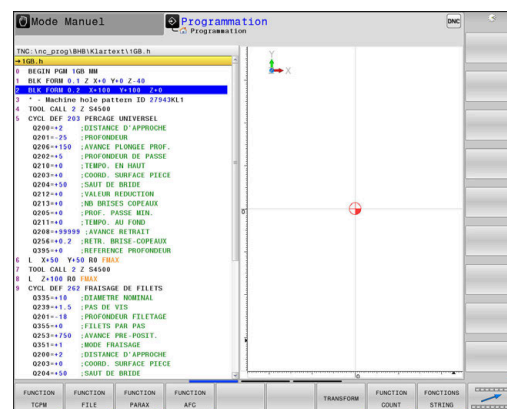 Mode Manuel
Programmation
Programmation
DNC
TNC:\nc_prog\BHB\Klartext\1GB.h
→1GB.h
0 BEGIN PGM 1GB MM
1 BLK FORM 0.1 Z X+0 Y+0 Z-40
2 BLK FORM 0.2 X+100 Y+100 Z+0
3 * - Machine hole pattern ID 27943KL1
4 TOOL CALL 2 Z S4500
5 CYCL DEF 203 PERCAGE UNIVERSEL
Q200=+2 ;DISTANCE D'APPROCHE
Q201=-25 ;PROFONDEUR
Q206=+150 ;AVANCE PLONGEE PROF.
Q202=+5 ;PROFONDEUR DE PASSE
Q210=+0 ;TEMPO. EN HAUT
Q203=+0 ;COORD. SURFACE PIECE
Q204=+50 ;SAUT DE BRIDE
Q212=+0 ;VALEUR REDUCTION
Q213=+0 ;NB BRISES COPEAUX
Q205=+0 ;PROF. PASSE MIN.
Q211=+0 ;TEMPO. AU FOND
Q208=+99999 ;AVANCE RETRAIT
Q256=+0.2 ;RETR. BRISE-COPEAUX
Q395=+0 ;REFERENCE PROFONDEUR
6 L X+50 Y+50 R0 FMAX
7 TOOL CALL 2 Z S4500
8 L Z+100 R0 FMAX
9 CYCL DEF 262 FRAISAGE DE FILETS
Q335=+10 ;DIAMETRE NOMINAL
Q239=+1.5 ;PAS DE VIS
Q201=-18 ;PROFONDEUR FILETAGE
Q355=+0 ;FILETS PAR PAS
Q253=+750 ;AVANCE PRE-POSIT.
Q351=+1 ;MODE FRAISAGE
Q200=+2 ;DISTANCE D'APPROCHE
Q203=+0 ;COORD. SURFACE PIECE
Q204=+50 ;SAUT DE BRIDE
Y
X
0
0
FUNCTION TCPM
FUNCTION FILE
FUNCTION PARAX
FUNCTION AFC
TRANSFORM
FUNCTION COUNT
FONCTIONS STRING